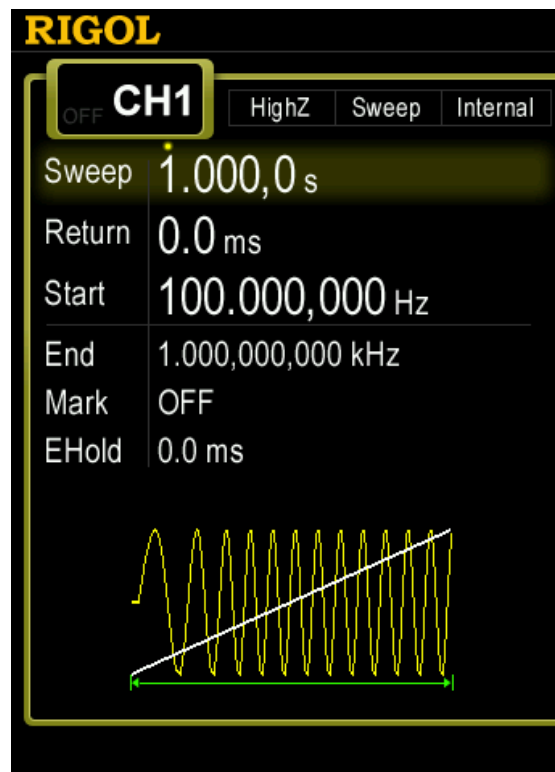 RIGOL
OFF CH1 HighZ Sweep Internal
Sweep 1.000,0 s
Return 0.0 ms
Start 100.000,000 Hz
End 1.000,000,000 kHz
Mark OFF
EHold 0.0 ms